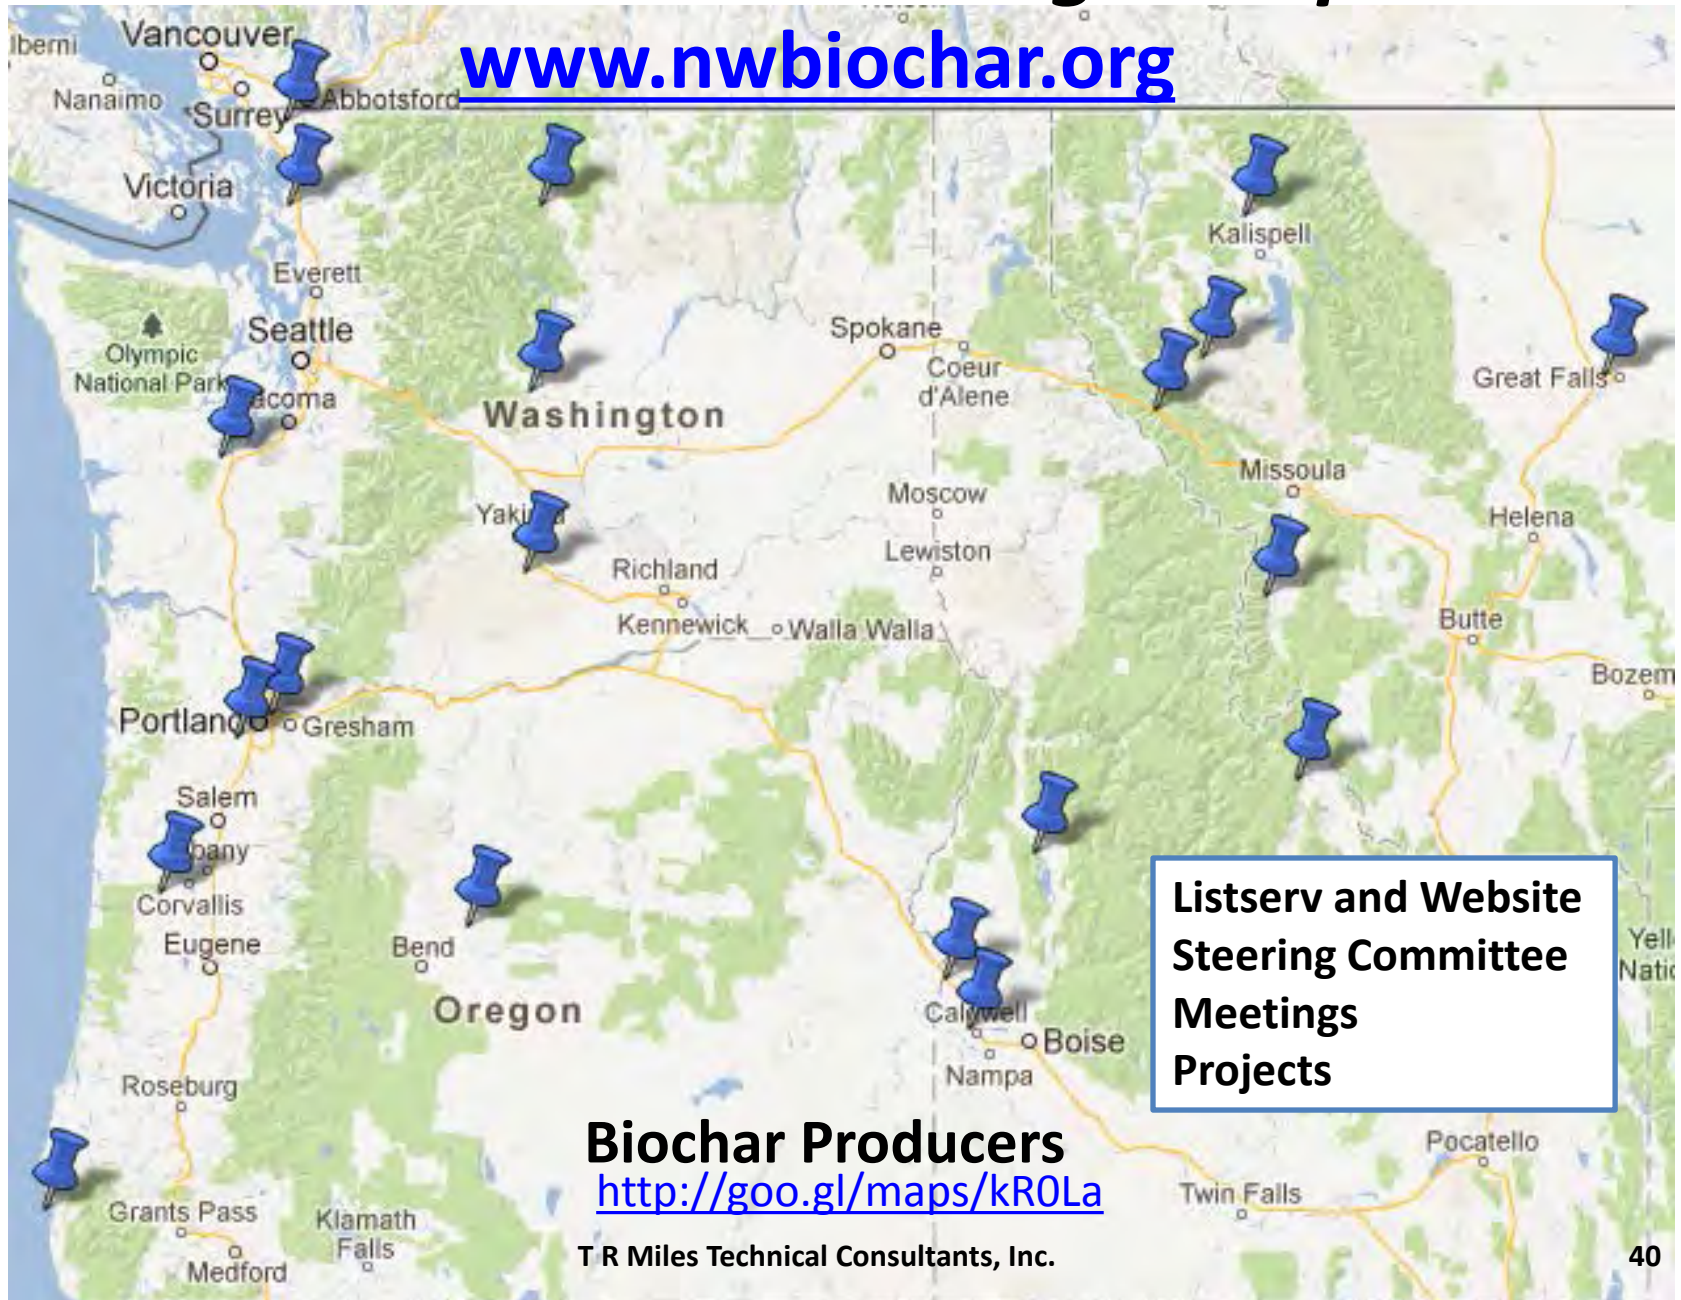 www.nwbiochar.org
Vancouver
Nanaimo
Surrey
Abbotsford
Victoria
Everett
Seattle
Olympic
National Park
Washington
Spokane
Coeur
d'Alene
Kalispell
Great Falls
Missoula
Moscow
Lewiston
Helena
Richland
Kennewick
Walla Walla
Butte
Gresham
Salem
Corvallis
Eugene
Bend
Oregon
Boise
Nampa
Roseburg
Grants Pass
Klamath
Falls
Medford
Twin Falls
Pocatello
Listserv and Website
Steering Committee
Meetings
Projects
Biochar Producers
http://goo.gl/maps/kR0La
T R Miles Technical Consultants, Inc.
40